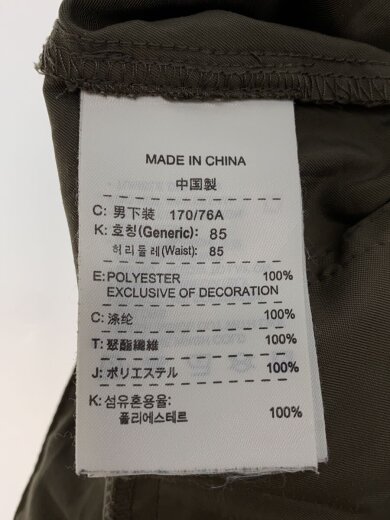 MADE IN CHINA
中国製
C: 男下装 170/76A
K: 호칭(Generic): 85
허리둘레(Waist): 85
E: POLYESTER 100%
EXCLUSIVE OF DECORATION
C: 涤纶 100%
T: 聚酯纖維 100%
J: ポリエステル 100%
K: 섬유혼용율:
폴리에스테르 100%